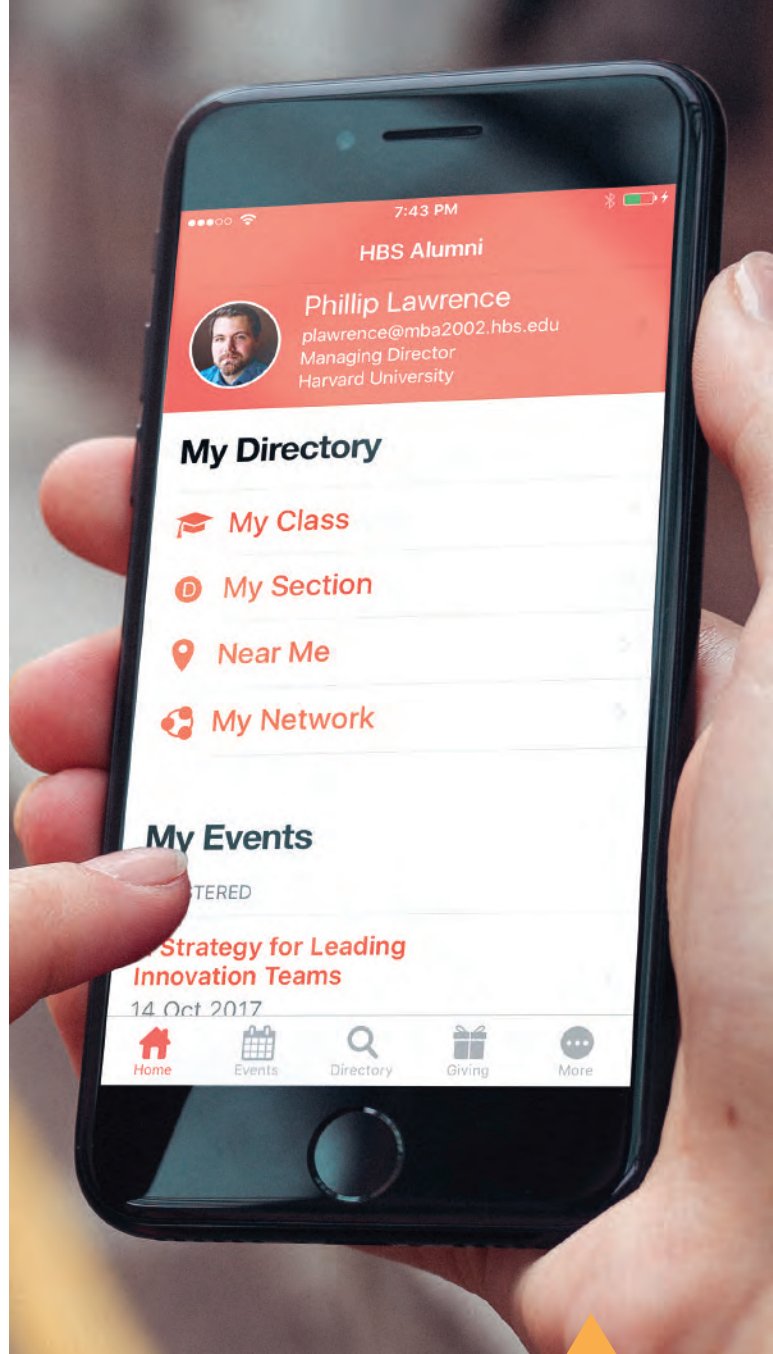 7:43 PM
HBS Alumni
Phillip Lawrence
plawrence@mba2002.hbs.edu
Managing Director
Harvard University
My Directory
My Class
D My Section
Near Me
My Network
My Events
Strategy for Leading
Innovation Teams
14 Oct 2017
Home Events Directory Giving More